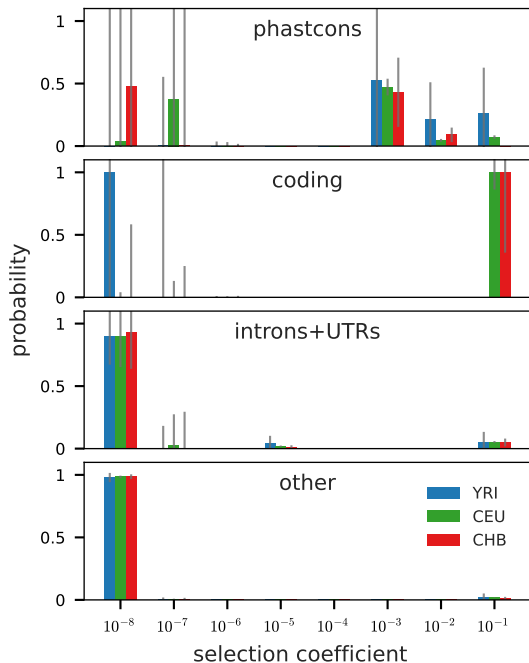 1
phastcons
0.5
0
1
coding
0.5
0
probability
1
introns+UTRs
0.5
0
1
other
YRI
0.5
CEU
CHB
0
10⁻⁸ 10⁻⁷ 10⁻⁶ 10⁻⁵ 10⁻⁴ 10⁻³ 10⁻² 10⁻¹
selection coefficient